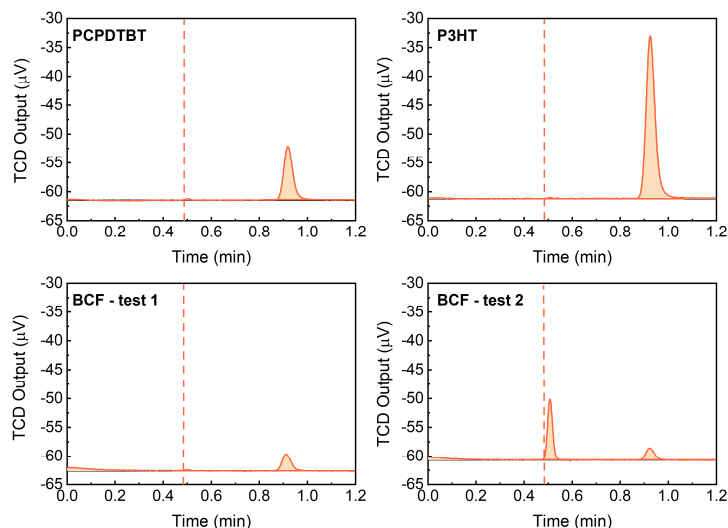 PCPDTBT
TCD Output (μV)
-30
-35
-40
-45
-50
-55
-60
-65
0.0 0.2 0.4 0.6 0.8 1.0 1.2
Time (min)
P3HT
TCD Output (μV)
-30
-35
-40
-45
-50
-55
-60
-65
0.0 0.2 0.4 0.6 0.8 1.0 1.2
Time (min)
BCF - test 1
TCD Output (μV)
-30
-35
-40
-45
-50
-55
-60
-65
0.0 0.2 0.4 0.6 0.8 1.0 1.2
Time (min)
BCF - test 2
TCD Output (μV)
-30
-35
-40
-45
-50
-55
-60
-65
0.0 0.2 0.4 0.6 0.8 1.0 1.2
Time (min)